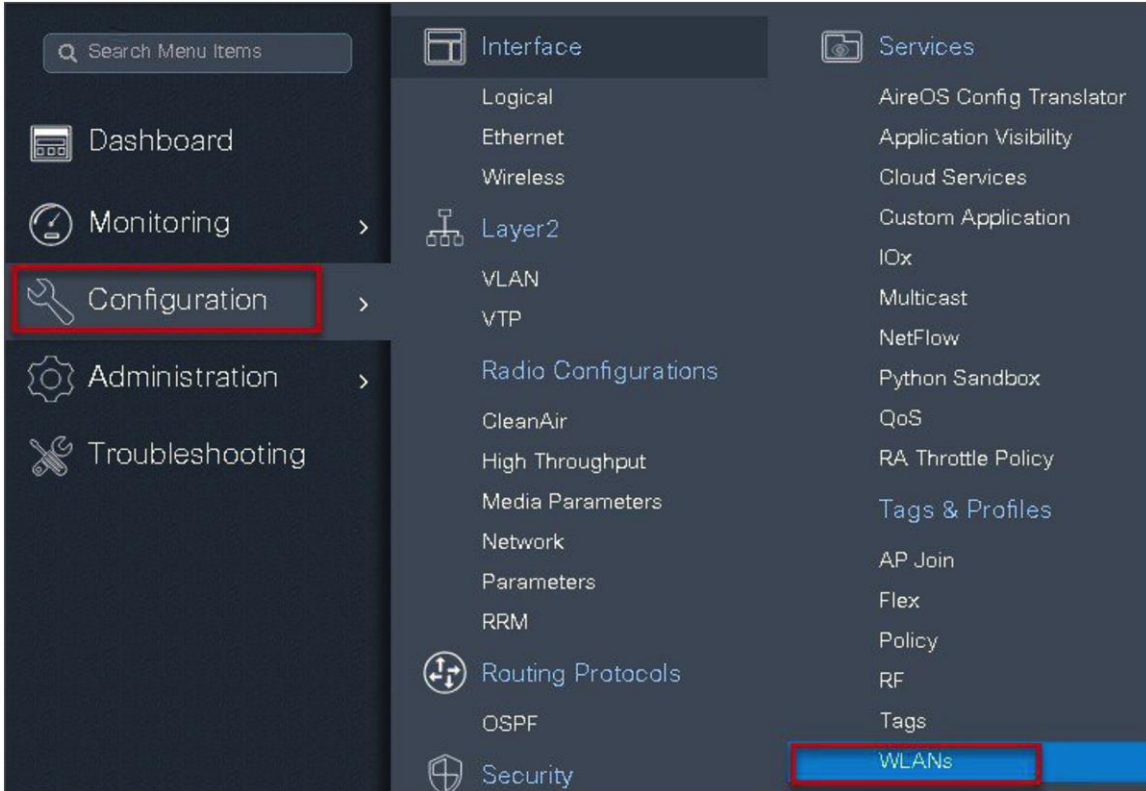 Search Menu Items
Dashboard
Monitoring
Configuration
Administration
Troubleshooting
Interface
Logical
Ethernet
Wireless
Layer2
VLAN
VTP
Radio Configurations
CleanAir
High Throughput
Media Parameters
Network
Parameters
RRM
Routing Protocols
OSPF
Security
Services
AireOS Config Translator
Application Visibility
Cloud Services
Custom Application
IOx
Multicast
NetFlow
Python Sandbox
QoS
RA Throttle Policy
Tags & Profiles
AP Join
Flex
Policy
RF
Tags
WLANs